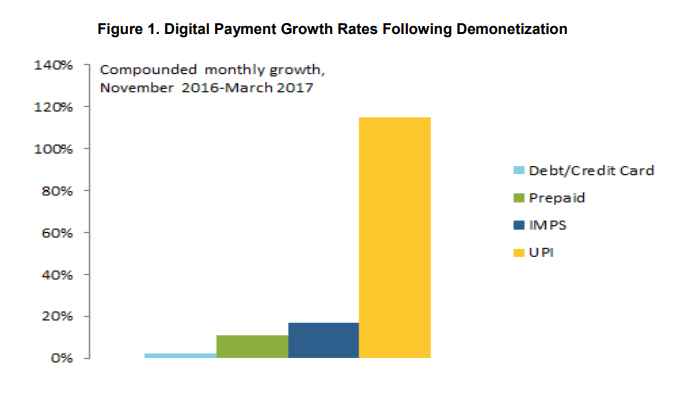 Figure 1. Digital Payment Growth Rates Following Demonetization
140%
Compounded monthly growth,
November 2016-March 2017
120%
100%
80%
60%
40%
20%
0%
Debt/Credit Card
Prepaid
IMPS
UPI